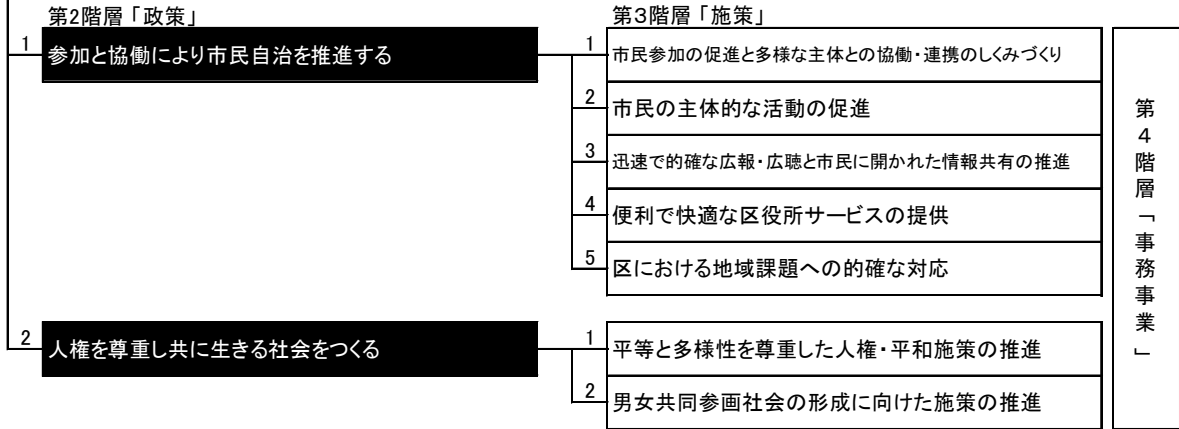 第2階層「政策」
第3階層「施策」
1
参加と協働により市民自治を推進する
1
市民参加の促進と多様な主体との協働・連携のしくみづくり
2
市民の主体的な活動の促進
3
迅速で的確な広報・広聴と市民に開かれた情報共有の推進
4
便利で快適な区役所サービスの提供
5
区における地域課題への的確な対応
2
人権を尊重し共に生きる社会をつくる
1
平等と多様性を尊重した人権・平和施策の推進
2
男女共同参画社会の形成に向けた施策の推進
第4階層「事務事業」